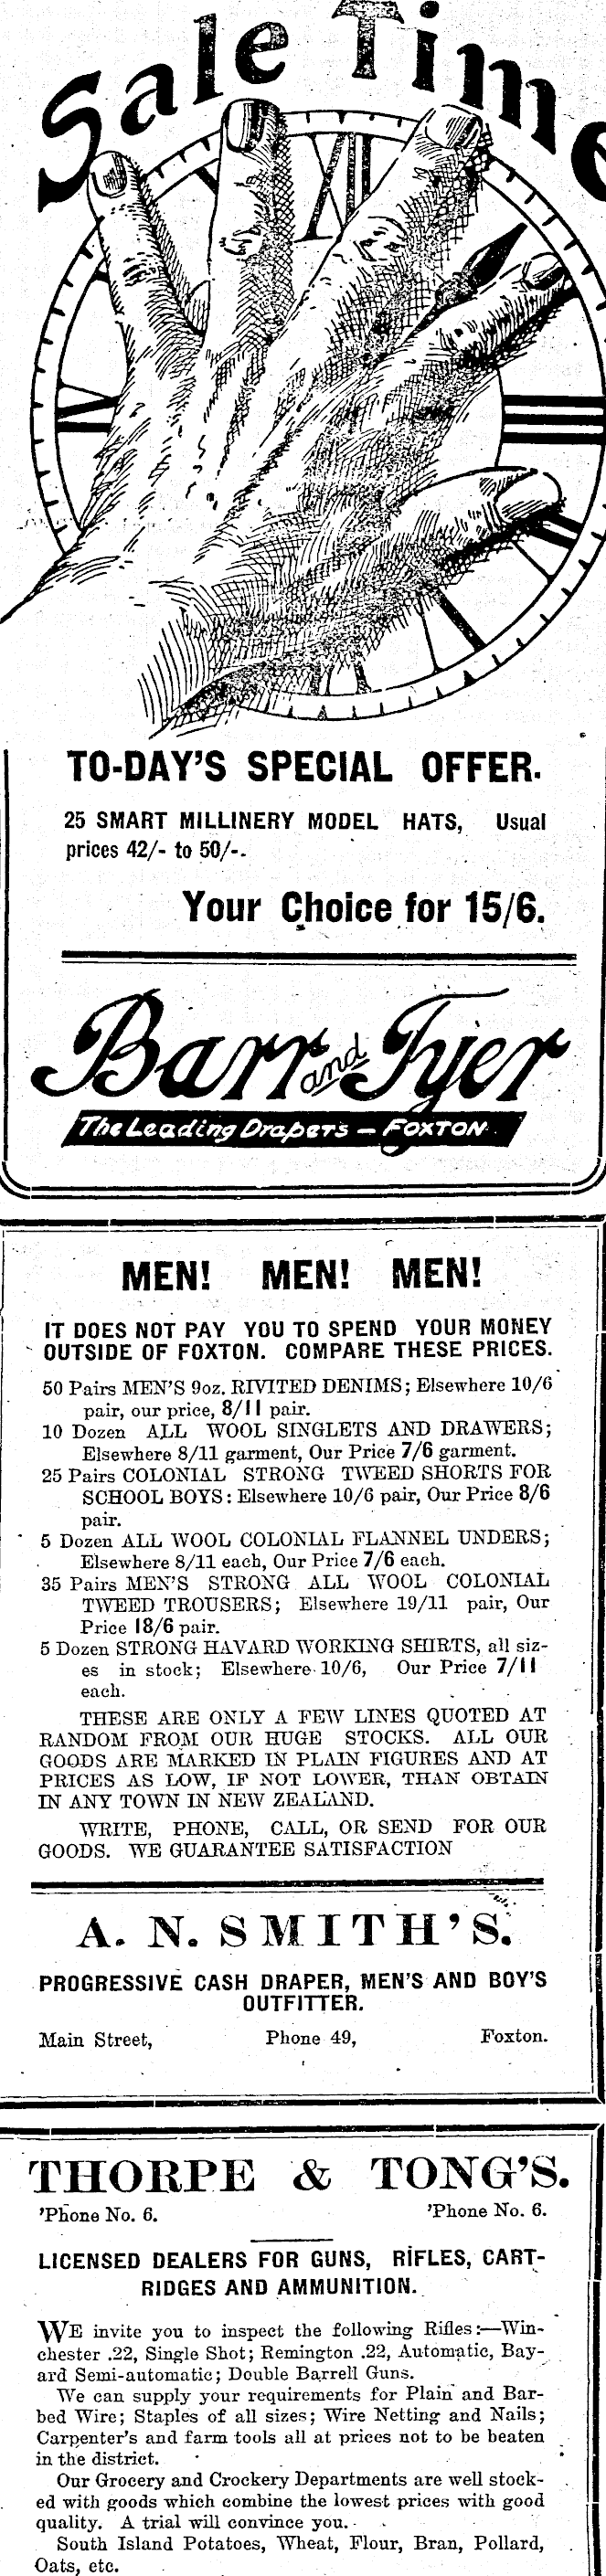 Sale Time
XII
TO-DAY'S SPECIAL OFFER.
25 SMART MILLINERY MODEL HATS, Usual
prices 42/- to 50/-.
Your Choice for 15/6.
Barr and Tyer
The Leading Drapers – FOXTON
MEN! MEN! MEN!
IT DOES NOT PAY YOU TO SPEND YOUR MONEY
OUTSIDE OF FOXTON. COMPARE THESE PRICES.
50 Pairs MEN'S 9oz. RIVITED DENIMS; Elsewhere 10/6
pair, our price, 8/11 pair.
10 Dozen ALL WOOL SINGLETS AND DRAWERS;
Elsewhere 8/11 garment, Our Price 7/6 garment.
25 Pairs COLONIAL STRONG TWEED SHORTS FOR
SCHOOL BOYS: Elsewhere 10/6 pair, Our Price 8/6
pair.
5 Dozen ALL WOOL COLONIAL FLANNEL UNDERS;
Elsewhere 8/11 each, Our Price 7/6 each.
35 Pairs MEN'S STRONG ALL WOOL COLONIAL
TWEED TROUSERS; Elsewhere 19/11 pair, Our
Price 18/6 pair.
5 Dozen STRONG HAVARD WORKING SHIRTS, all siz-
es in stock; Elsewhere 10/6, Our Price 7/11
each.
THESE ARE ONLY A FEW LINES QUOTED AT
RANDOM FROM OUR HUGE STOCKS. ALL OUR
GOODS ARE MARKED IN PLAIN FIGURES AND AT
PRICES AS LOW, IF NOT LOWER, THAN OBTAIN
IN ANY TOWN IN NEW ZEALAND.
WRITE, PHONE, CALL, OR SEND FOR OUR
GOODS. WE GUARANTEE SATISFACTION
A. N. SMITH'S.
PROGRESSIVE CASH DRAPER, MEN'S AND BOY'S
OUTFITTER.
Main Street, Phone 49, Foxton.
THORPE & TONG'S.
'Phone No. 6. 'Phone No. 6.
LICENSED DEALERS FOR GUNS, RIFLES, CART-
RIDGES AND AMMUNITION.
WE invite you to inspect the following Rifles:—Win-
chester .22, Single Shot; Remington .22, Automatic, Bay-
ard Semi-automatic; Double Barrell Guns.
We can supply your requirements for Plain and Bar-
bed Wire; Staples of all sizes; Wire Netting and Nails;
Carpenter's and farm tools all at prices not to be beaten
in the district.
Our Grocery and Crockery Departments are well stock-
ed with goods which combine the lowest prices with good
quality. A trial will convince you.
South Island Potatoes, Wheat, Flour, Bran, Pollard,
Oats, etc.